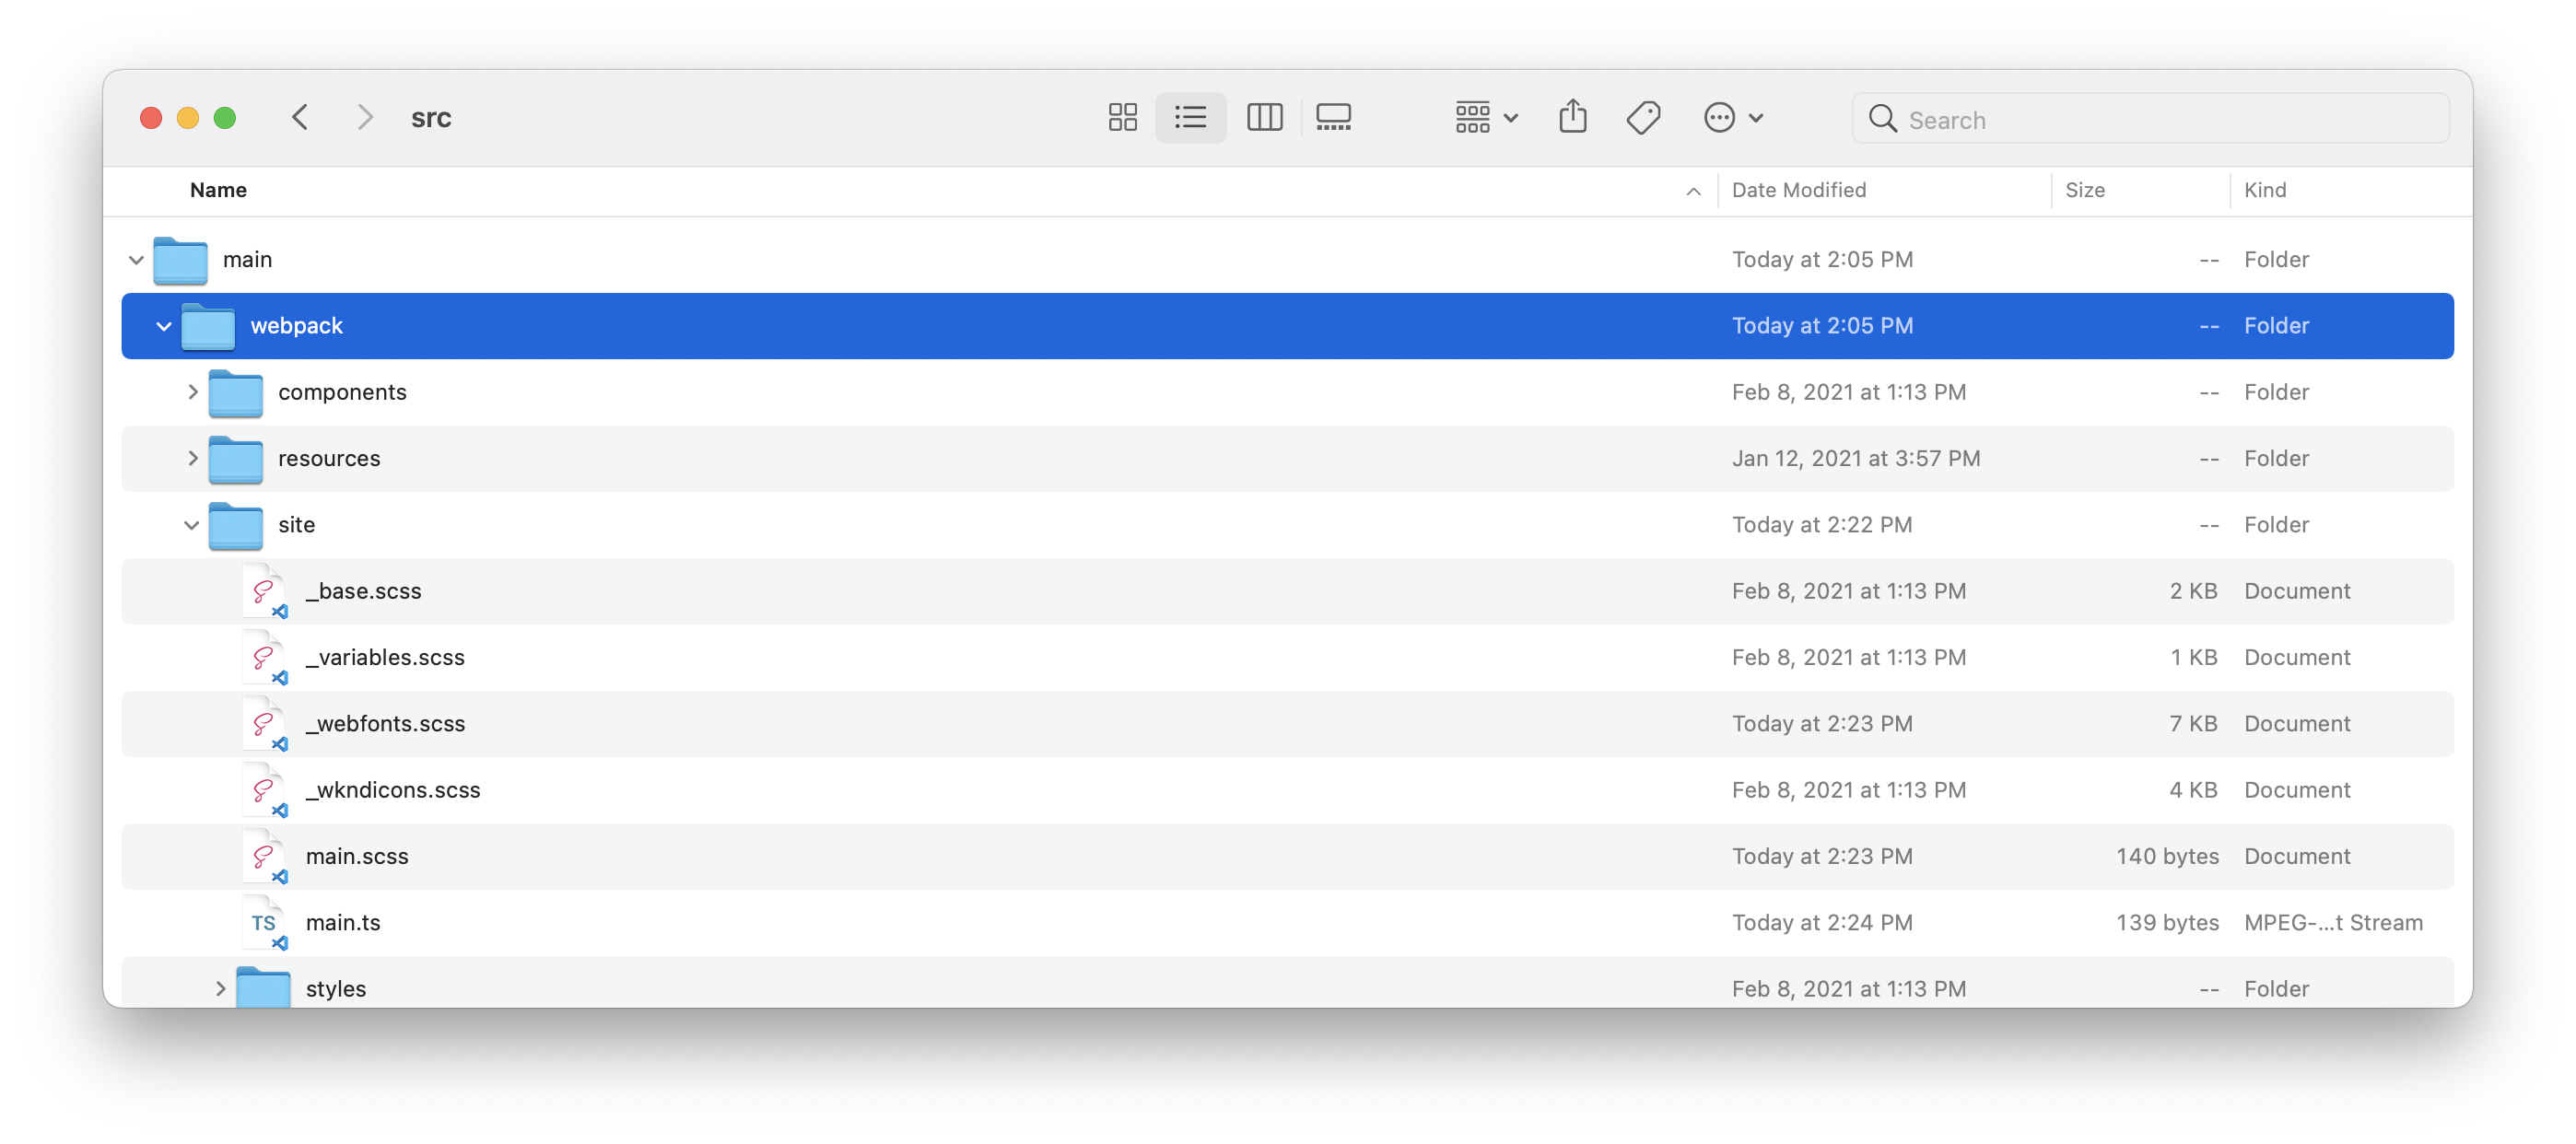 src
Search
Name Date Modified Size Kind
main Today at 2:05 PM -- Folder
webpack Today at 2:05 PM -- Folder
components Feb 8, 2021 at 1:13 PM -- Folder
resources Jan 12, 2021 at 3:57 PM -- Folder
site Today at 2:22 PM -- Folder
_base.scss Feb 8, 2021 at 1:13 PM 2 KB Document
_variables.scss Feb 8, 2021 at 1:13 PM 1 KB Document
_webfonts.scss Today at 2:23 PM 7 KB Document
_wkndicons.scss Feb 8, 2021 at 1:13 PM 4 KB Document
main.scss Today at 2:23 PM 140 bytes Document
TS main.ts Today at 2:24 PM 139 bytes MPEG-...t Stream
styles Feb 8, 2021 at 1:13 PM -- Folder